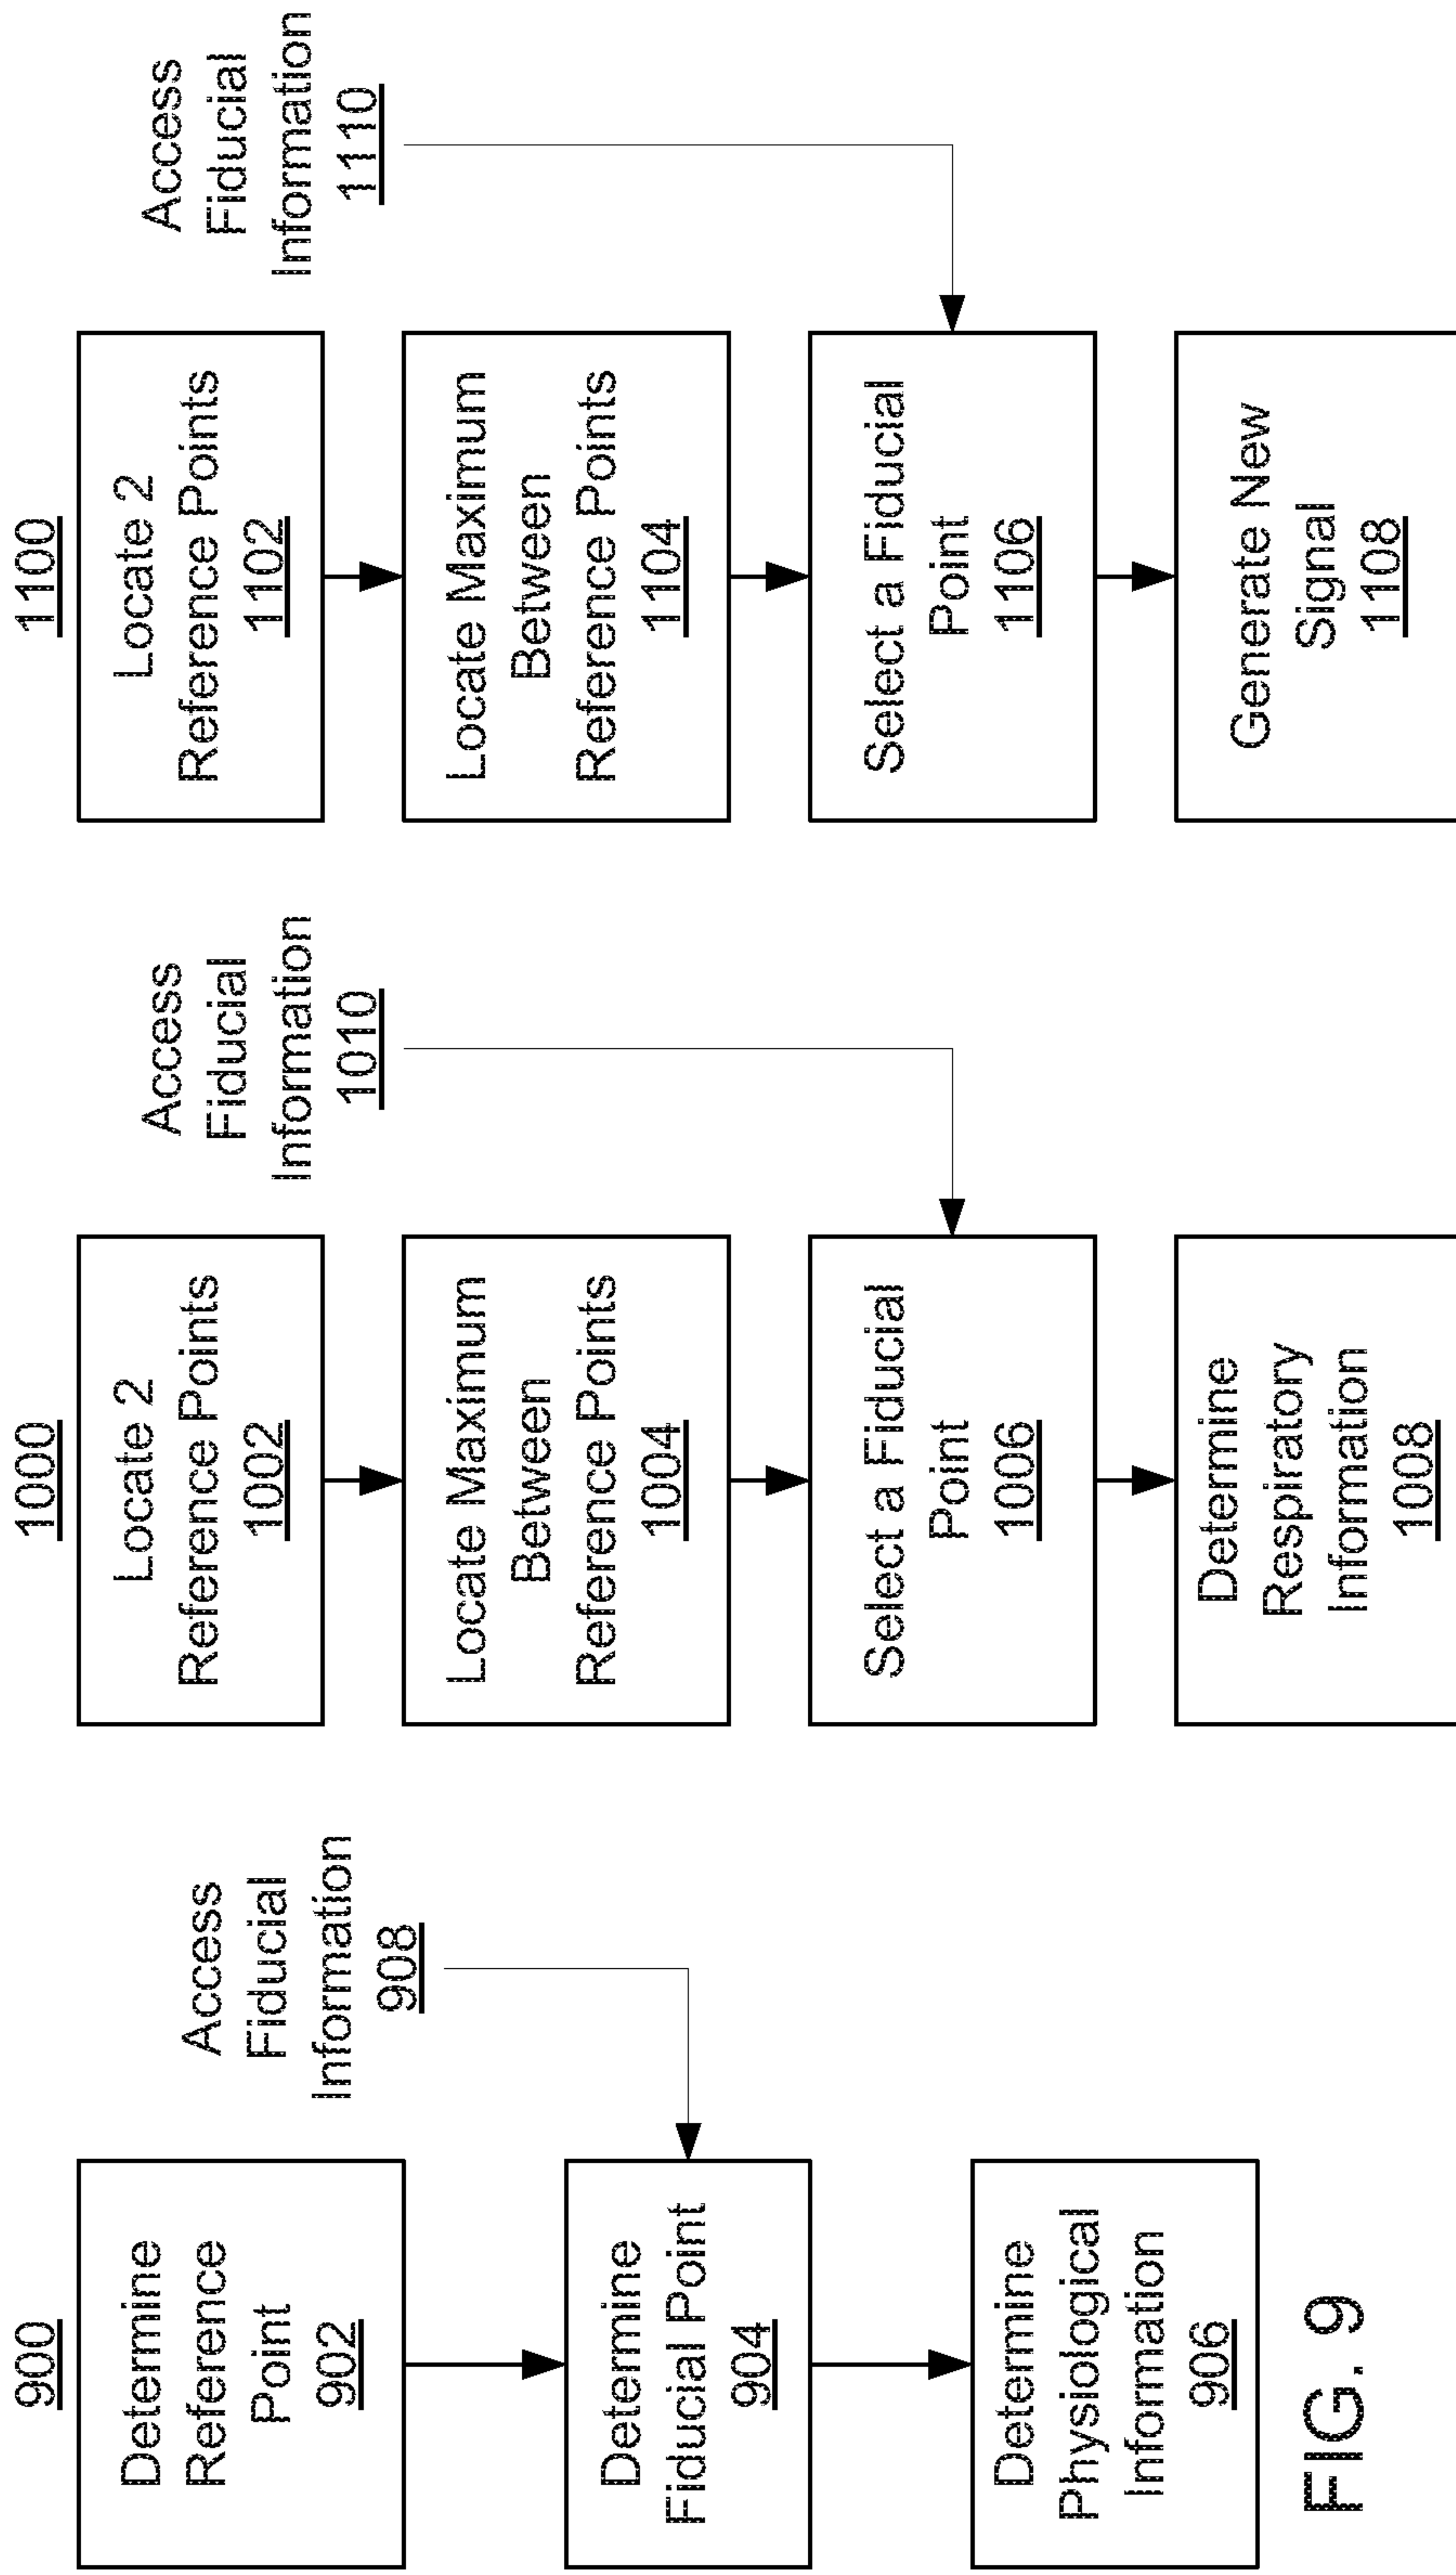 900
Determine
Reference
Point
902
Access
Fiducial
Information
908
Determine
Fiducial Point
904
Determine
Physiological
Information
906
FIG. 9
1000
Locate 2
Reference Points
1002
Access
Fiducial
Information
1010
Locate Maximum
Between
Reference Points
1004
Select a Fiducial
Point
1006
Determine
Respiratory
Information
1008
1100
Locate 2
Reference Points
1102
Access
Fiducial
Information
1110
Locate Maximum
Between
Reference Points
1104
Select a Fiducial
Point
1106
Generate New
Signal
1108